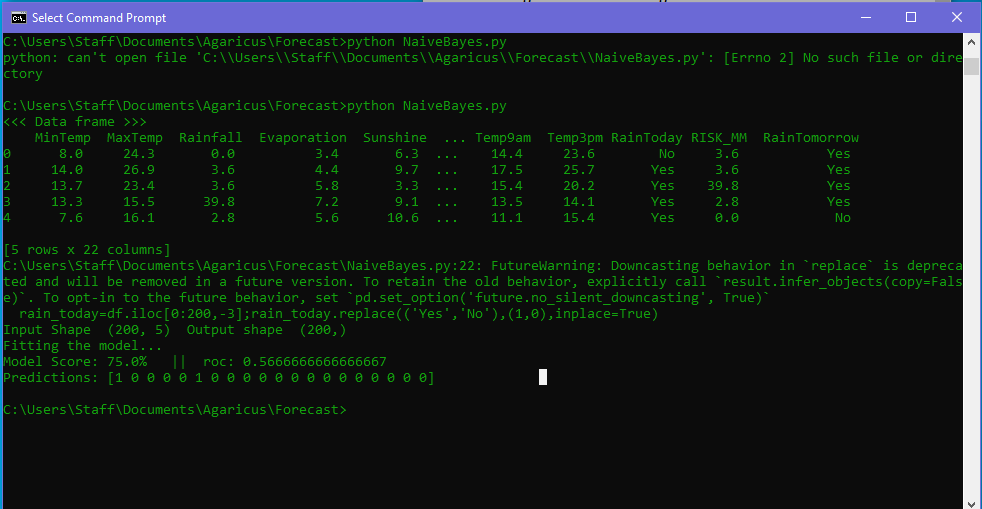 Select Command Prompt
C:\Users\Staff\Documents\Agaricus\Forecast>python NaiveBayes.py
python: can't open file 'C:\\Users\\Staff\\Documents\\Agaricus\\Forecast\\NaiveBayes.py': [Errno 2] No such file or dire
ctory
C:\Users\Staff\Documents\Agaricus\Forecast>python NaiveBayes.py
<<< Data frame >>>
MinTemp MaxTemp Rainfall Evaporation Sunshine ... Temp9am Temp3pm RainToday RISK_MM RainTomorrow
0 8.0 24.3 0.0 3.4 6.3 ... 14.4 23.6 No 3.6 Yes
1 14.0 26.9 3.6 4.4 9.7 ... 17.5 25.7 Yes 3.6 Yes
2 13.7 23.4 3.6 5.8 3.3 ... 15.4 20.2 Yes 39.8 Yes
3 13.3 15.5 39.8 7.2 9.1 ... 13.5 14.1 Yes 2.8 Yes
4 7.6 16.1 2.8 5.6 10.6 ... 11.1 15.4 Yes 0.0 No
[5 rows x 22 columns]
C:\Users\Staff\Documents\Agaricus\Forecast\NaiveBayes.py:22: FutureWarning: Downcasting behavior in `replace` is depreca
ted and will be removed in a future version. To retain the old behavior, explicitly call `result.infer_objects(copy=Fals
e)`. To opt-in to the future behavior, set `pd.set_option('future.no_silent_downcasting', True)`
rain_today=df.iloc[0:200,-3];rain_today.replace(('Yes','No'),(1,0),inplace=True)
Input Shape (200, 5) Output shape (200,)
Fitting the model...
Model Score: 75.0% || roc: 0.5666666666666667
Predictions: [1 0 0 0 0 1 0 0 0 0 0 0 0 0 0 0 0 0 0 0]
C:\Users\Staff\Documents\Agaricus\Forecast>